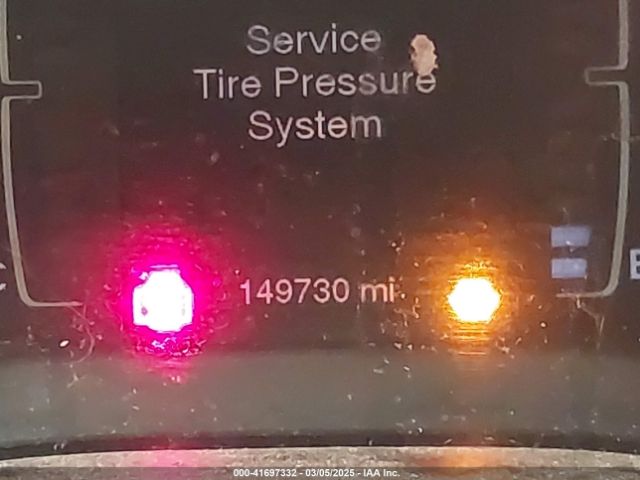 Service
Tire Pressure
System
149730 mi
C
E
000-41697332 - 03/05/2025 - IAA Inc.